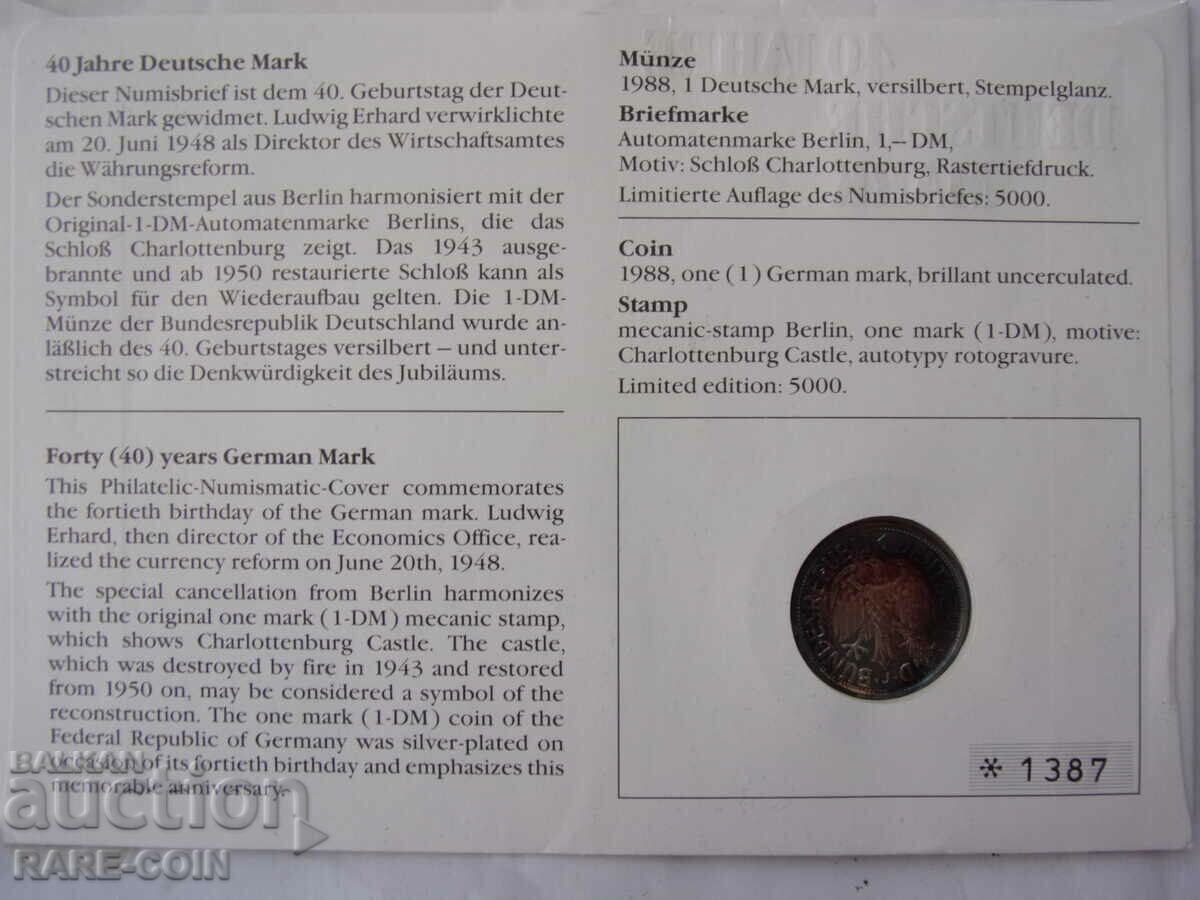 40 Jahre Deutsche Mark
Dieser Numisbrief ist dem 40. Geburtstag der Deut-
schen Mark gewidmet. Ludwig Erhard verwirklichte
am 20. Juni 1948 als Direktor des Wirtschaftsamtes
die Währungsreform.
Der Sonderstempel aus Berlin harmonisiert mit der
Original-1-DM-Automatenmarke Berlins, die das
Schloß Charlottenburg zeigt. Das 1943 ausge-
brannte und ab 1950 restaurierte Schloß kann als
Symbol für den Wiederaufbau gelten. Die 1-DM-
Münze der Bundesrepublik Deutschland wurde an-
läßlich des 40. Geburtstages versilbert – und unter-
streicht so die Denkwürdigkeit des Jubiläums.
Forty (40) years German Mark
This Philatelic-Numismatic-Cover commemorates
the fortieth birthday of the German mark. Ludwig
Erhard, then director of the Economics Office, rea-
lized the currency reform on June 20th, 1948.
The special cancellation from Berlin harmonizes
with the original one mark (1-DM) mecanic stamp,
which shows Charlottenburg Castle. The castle,
which was destroyed by fire in 1943 and restored
from 1950 on, may be considered a symbol of the
reconstruction. The one mark (1-DM) coin of the
Federal Republic of Germany was silver-plated on
occasion of its fortieth birthday and emphasizes this
memorable anniversary.
Münze
1988, 1 Deutsche Mark, versilbert, Stempelglanz.
Briefmarke
Automatenmarke Berlin, 1,– DM,
Motiv: Schloß Charlottenburg, Rastertiefdruck.
Limitierte Auflage des Numisbriefes: 5000.
Coin
1988, one (1) German mark, brillant uncerculated.
Stamp
mecanic-stamp Berlin, one mark (1-DM), motive:
Charlottenburg Castle, autotypy rotogravure.
Limited edition: 5000.
* 1387
BALKAN
auction
RARE-COIN